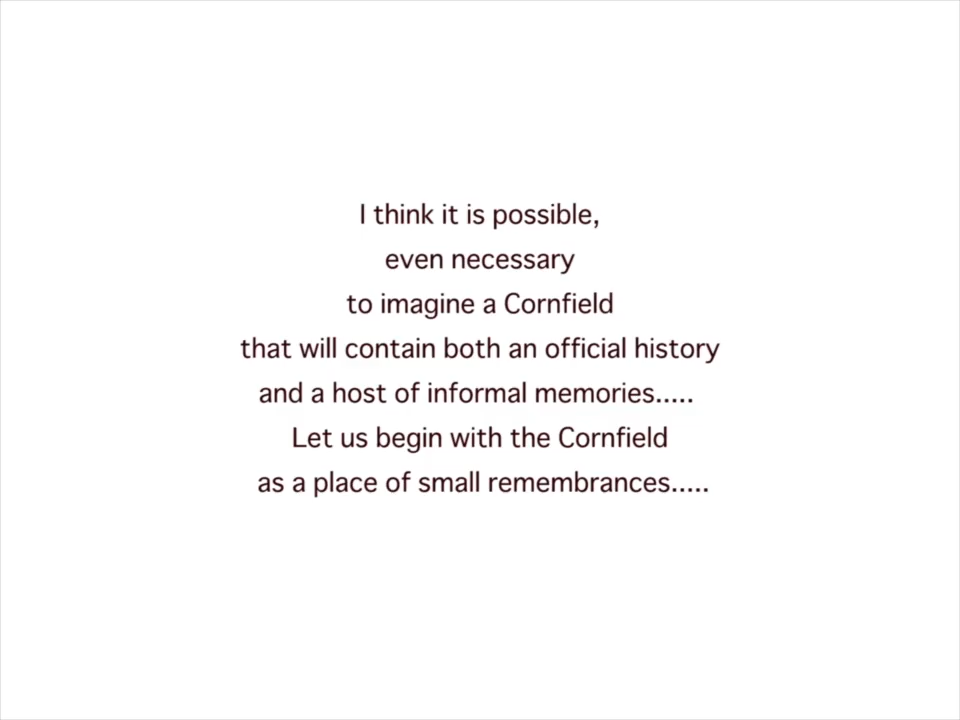 I think it is possible,
even necessary
to imagine a Cornfield
that will contain both an official history
and a host of informal memories.....
Let us begin with the Cornfield
as a place of small remembrances.....